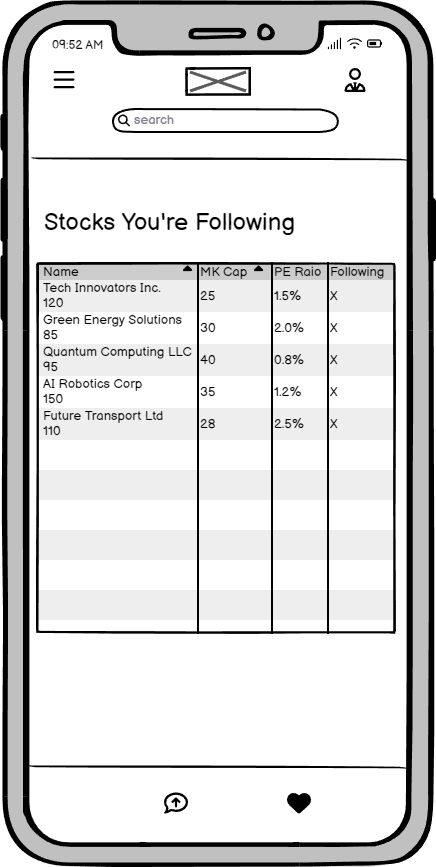 09:52 AM
search
Stocks You're Following
Name MK Cap PE Raio Following
Tech Innovators Inc.
120 25 1.5% X
Green Energy Solutions
85 30 2.0% X
Quantum Computing LLC
95 40 0.8% X
AI Robotics Corp
150 35 1.2% X
Future Transport Ltd
110 28 2.5% X